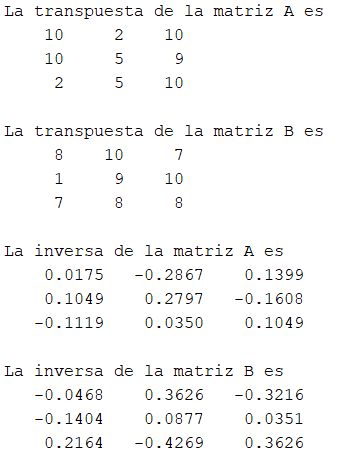 La transpuesta de la matriz A es
10 2 10
10 5 9
2 5 10
La transpuesta de la matriz B es
8 10 7
1 9 10
7 8 8
La inversa de la matriz A es
0.0175 -0.2867 0.1399
0.1049 0.2797 -0.1608
-0.1119 0.0350 0.1049
La inversa de la matriz B es
-0.0468 0.3626 -0.3216
-0.1404 0.0877 0.0351
0.2164 -0.4269 0.3626